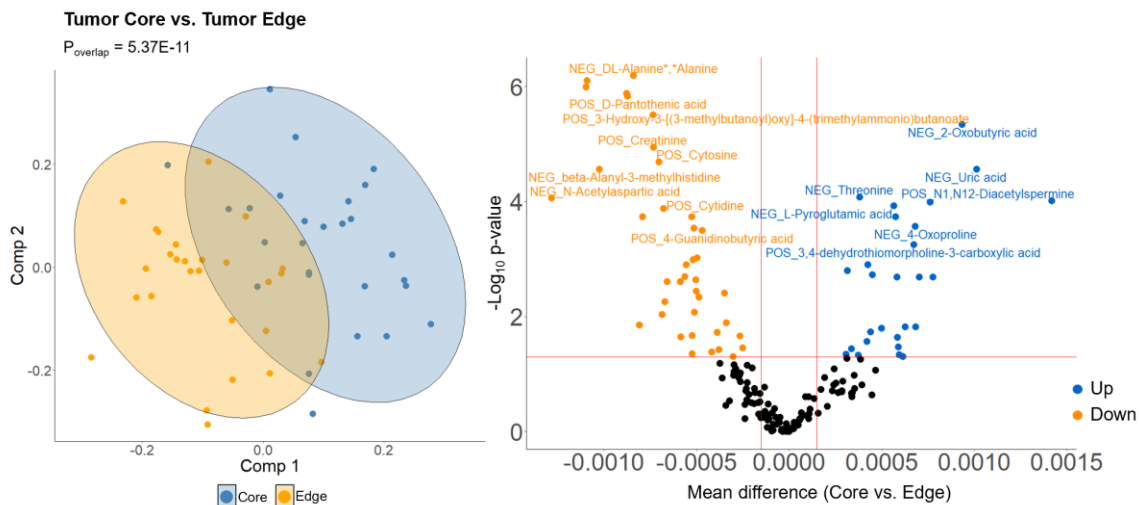 Tumor Core vs. Tumor Edge
Poverlap = 5.37E-11
Comp 2
0.2
0.0
-0.2
-0.2
0.0
0.2
Comp 1
Core
Edge
-Log10 p-value
6
4
2
0
NEG_DL-Alanine*,*Alanine
POS_D-Pantothenic acid
POS_3-Hydroxy-3-[(3-methylbutanoyl)oxy]-4-(trimethylammonio)butanoate
NEG_2-Oxobutyric acid
POS_Creatinine
POS_Cytosine
NEG_beta-Alanyl-3-methylhistidine
NEG_Uric acid
NEG_N-Acetylaspartic acid
NEG_Threonine
POS_N1,N12-Diacetylspermine
POS_Cytidine
NEG_L-Pyroglutamic acid
POS_4-Guanidinobutyric acid
NEG_4-Oxoproline
POS_3,4-dehydrothiomorpholine-3-carboxylic acid
Up
Down
-0.0010
-0.0005
0.0000
0.0005
0.0010
0.0015
Mean difference (Core vs. Edge)